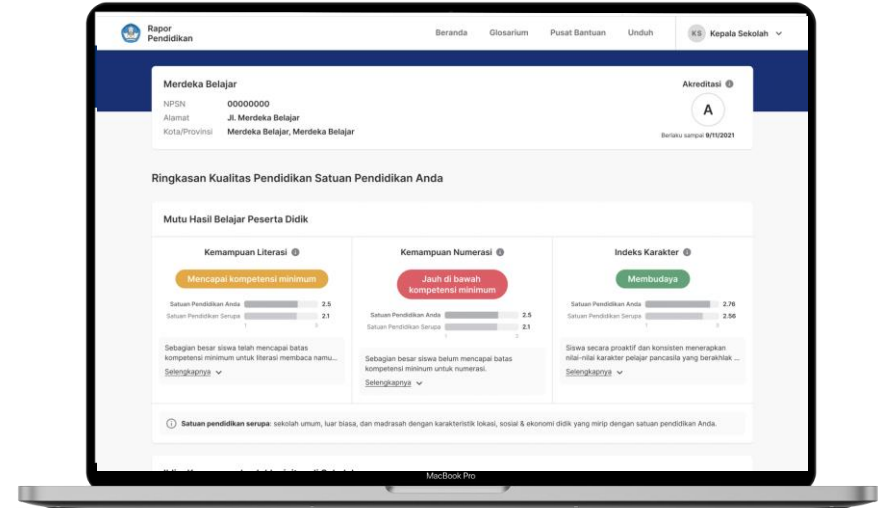 Rapor
Pendidikan
Beranda Glosarium Pusat Bantuan Unduh KS Kepala Sekolah
Merdeka Belajar
Akreditasi
NPSN 00000000
A
Alamat Jl. Merdeka Belajar
Kota/Provinsi Merdeka Belajar, Merdeka Belajar
Berlaku sampai 9/11/2021
Ringkasan Kualitas Pendidikan Satuan Pendidikan Anda
Mutu Hasil Belajar Peserta Didik
Kemampuan Literasi
Mencapai kompetensi minimum
Satuan Pendidikan Anda 2.5
Satuan Pendidikan Serupa 2.1
1 3
Sebagian besar siswa telah mencapai batas
kompetensi minimum untuk literasi membaca namu...
Selengkapnya
Kemampuan Numerasi
Jauh di bawah
kompetensi minimum
Satuan Pendidikan Anda 2.5
Satuan Pendidikan Serupa 2.1
1 3
Sebagian besar siswa belum mencapai batas
kompetensi minimum untuk numerasi.
Selengkapnya
Indeks Karakter
Membudaya
Satuan Pendidikan Anda 2.76
Satuan Pendidikan Serupa 2.56
1 3
Siswa secara proaktif dan konsisten menerapkan
nilai-nilai karakter pelajar pancasila yang berakhlak ...
Selengkapnya
Satuan pendidikan serupa: sekolah umum, luar biasa, dan madrasah dengan karakteristik lokasi, sosial & ekonomi didik yang mirip dengan satuan pendidikan Anda.
MacBook Pro